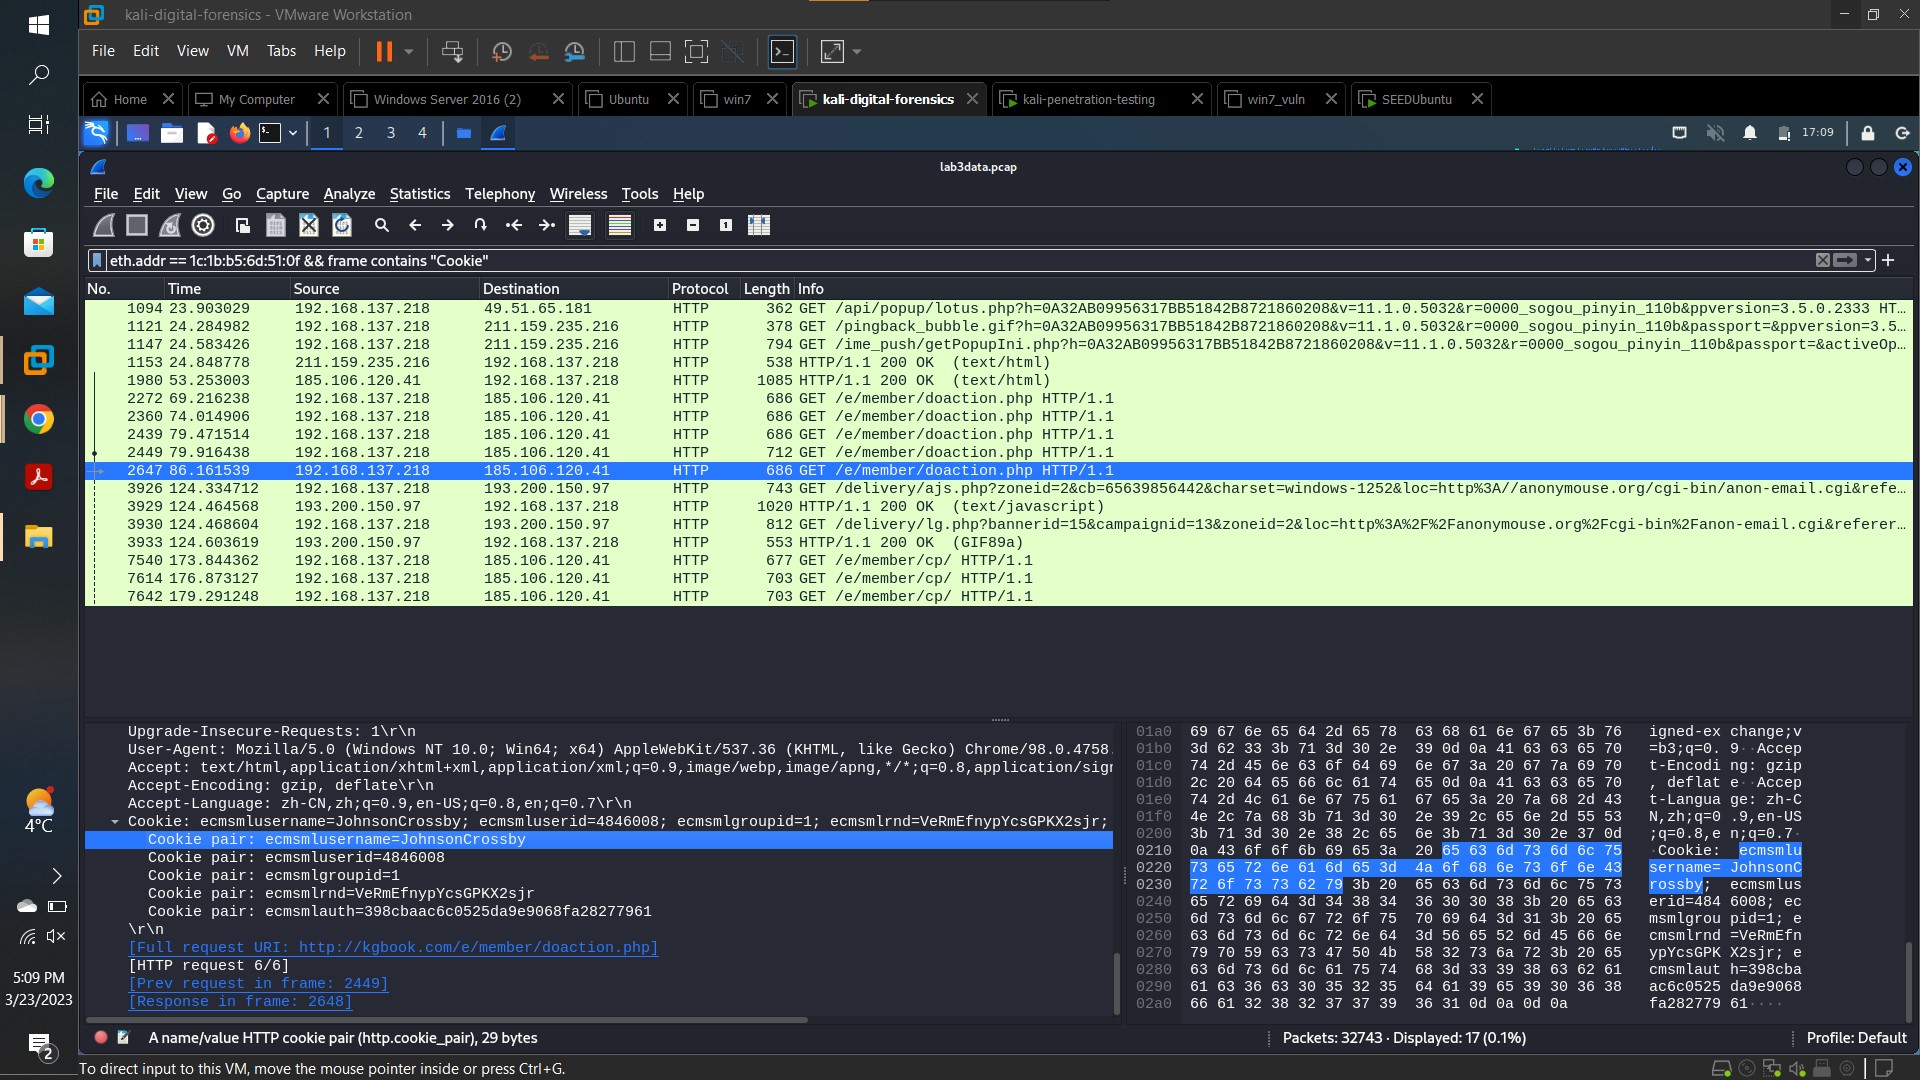 kali-digital-forensics - VMware Workstation
File Edit View VM Tabs Help
Home My Computer Windows Server 2016 (2) Ubuntu win7 kali-digital-forensics kali-penetration-testing win7_vuln SEEDUbuntu
1 2 3 4 17:09
lab3data.pcap
File Edit View Go Capture Analyze Statistics Telephony Wireless Tools Help
eth.addr == 1c:1b:b5:6d:51:0f && frame contains "Cookie"
No. Time Source Destination Protocol Length Info
1094 23.903029 192.168.137.218 49.51.65.181 HTTP 362 GET /api/popup/lotus.php?h=0A32AB09956317BB51842B8721860208&v=11.1.0.5032&r=0000_sogou_pinyin_110b&ppversion=3.5.0.2333 HT…
1121 24.284982 192.168.137.218 211.159.235.216 HTTP 378 GET /pingback_bubble.gif?h=0A32AB09956317BB51842B8721860208&v=11.1.0.5032&r=0000_sogou_pinyin_110b&passport=&ppversion=3.5…
1147 24.583426 192.168.137.218 211.159.235.216 HTTP 794 GET /ime_push/getPopupIni.php?h=0A32AB09956317BB51842B8721860208&v=11.1.0.5032&r=0000_sogou_pinyin_110b&passport=&activeOp…
1153 24.848778 211.159.235.216 192.168.137.218 HTTP 538 HTTP/1.1 200 OK (text/html)
1980 53.253003 185.106.120.41 192.168.137.218 HTTP 1085 HTTP/1.1 200 OK (text/html)
2272 69.216238 192.168.137.218 185.106.120.41 HTTP 686 GET /e/member/doaction.php HTTP/1.1
2360 74.014906 192.168.137.218 185.106.120.41 HTTP 686 GET /e/member/doaction.php HTTP/1.1
2439 79.471514 192.168.137.218 185.106.120.41 HTTP 686 GET /e/member/doaction.php HTTP/1.1
2449 79.916438 192.168.137.218 185.106.120.41 HTTP 712 GET /e/member/doaction.php HTTP/1.1
2647 86.161539 192.168.137.218 185.106.120.41 HTTP 686 GET /e/member/doaction.php HTTP/1.1
3926 124.334712 192.168.137.218 193.200.150.97 HTTP 743 GET /delivery/ajs.php?zoneid=2&cb=65639856442&charset=windows-1252&loc=http%3A//anonymouse.org/cgi-bin/anon-email.cgi&refe…
3929 124.464568 193.200.150.97 192.168.137.218 HTTP 1020 HTTP/1.1 200 OK (text/javascript)
3930 124.468604 192.168.137.218 193.200.150.97 HTTP 812 GET /delivery/lg.php?bannerid=15&campaignid=13&zoneid=2&loc=http%3A%2F%2Fanonymouse.org%2Fcgi-bin%2Fanon-email.cgi&referer…
3933 124.603619 193.200.150.97 192.168.137.218 HTTP 553 HTTP/1.1 200 OK (GIF89a)
7540 173.844362 192.168.137.218 185.106.120.41 HTTP 677 GET /e/member/cp/ HTTP/1.1
7614 176.873127 192.168.137.218 185.106.120.41 HTTP 703 GET /e/member/cp/ HTTP/1.1
7642 179.291248 192.168.137.218 185.106.120.41 HTTP 703 GET /e/member/cp/ HTTP/1.1
Upgrade-Insecure-Requests: 1\r\n
User-Agent: Mozilla/5.0 (Windows NT 10.0; Win64; x64) AppleWebKit/537.36 (KHTML, like Gecko) Chrome/98.0.4758.
Accept: text/html,application/xhtml+xml,application/xml;q=0.9,image/webp,image/apng,*/*;q=0.8,application/sign
Accept-Encoding: gzip, deflate\r\n
Accept-Language: zh-CN,zh;q=0.9,en-US;q=0.8,en;q=0.7\r\n
Cookie: ecmsmlusername=JohnsonCrossby; ecmsmluserid=4846008; ecmsmlgroupid=1; ecmsmlrnd=VeRmEfnypYcsGPKX2sjr;
Cookie pair: ecmsmlusername=JohnsonCrossby
Cookie pair: ecmsmluserid=4846008
Cookie pair: ecmsmlgroupid=1
Cookie pair: ecmsmlrnd=VeRmEfnypYcsGPKX2sjr
Cookie pair: ecmsmlauth=398cbaac6c0525da9e9068fa28277961
\r\n
[Full request URI: http://kgbook.com/e/member/doaction.php]
[HTTP request 6/6]
[Prev request in frame: 2449]
[Response in frame: 2648]
01a0 69 67 6e 65 64 2d 65 78 63 68 61 6e 67 65 3b 76 igned-ex change;v
01b0 3d 62 33 3b 71 3d 30 2e 39 0d 0a 41 63 63 65 70 =b3;q=0. 9··Accep
01c0 74 2d 45 6e 63 6f 64 69 6e 67 3a 20 67 7a 69 70 t-Encodi ng: gzip
01d0 2c 20 64 65 66 6c 61 74 65 0d 0a 41 63 63 65 70 , deflat e··Accep
01e0 74 2d 4c 61 6e 67 75 61 67 65 3a 20 7a 68 2d 43 t-Langua ge: zh-C
01f0 4e 2c 7a 68 3b 71 3d 30 2e 39 2c 65 6e 2d 55 53 N,zh;q=0 .9,en-US
0200 3b 71 3d 30 2e 38 2c 65 6e 3b 71 3d 30 2e 37 0d ;q=0.8,e n;q=0.7·
0210 0a 43 6f 6f 6b 69 65 3a 20 65 63 6d 73 6d 6c 75 ·Cookie: ecmsmlu
0220 73 65 72 6e 61 6d 65 3d 4a 6f 68 6e 73 6f 6e 43 sername= JohnsonC
0230 72 6f 73 73 62 79 3b 20 65 63 6d 73 6d 6c 75 73 rossby; ecmsmlus
0240 65 72 69 64 3d 34 38 34 36 30 30 38 3b 20 65 63 erid=484 6008; ec
0250 6d 73 6d 6c 67 72 6f 75 70 69 64 3d 31 3b 20 65 msmlgrou pid=1; e
0260 63 6d 73 6d 6c 72 6e 64 3d 56 65 52 6d 45 66 6e cmsmlrnd =VeRmEfn
0270 79 70 59 63 73 47 50 4b 58 32 73 6a 72 3b 20 65 ypYcsGPK X2sjr; e
0280 63 6d 73 6d 6c 61 75 74 68 3d 33 39 38 63 62 61 cmsmlaut h=398cba
0290 61 63 36 63 30 35 32 35 64 61 39 65 39 30 36 38 ac6c0525 da9e9068
02a0 66 61 32 38 32 37 37 39 36 31 0d 0a 0d 0a fa282779 61····
A name/value HTTP cookie pair (http.cookie_pair), 29 bytes
Packets: 32743 · Displayed: 17 (0.1%)
Profile: Default
To direct input to this VM, move the mouse pointer inside or press Ctrl+G.
4°C
5:09 PM
3/23/2023
2